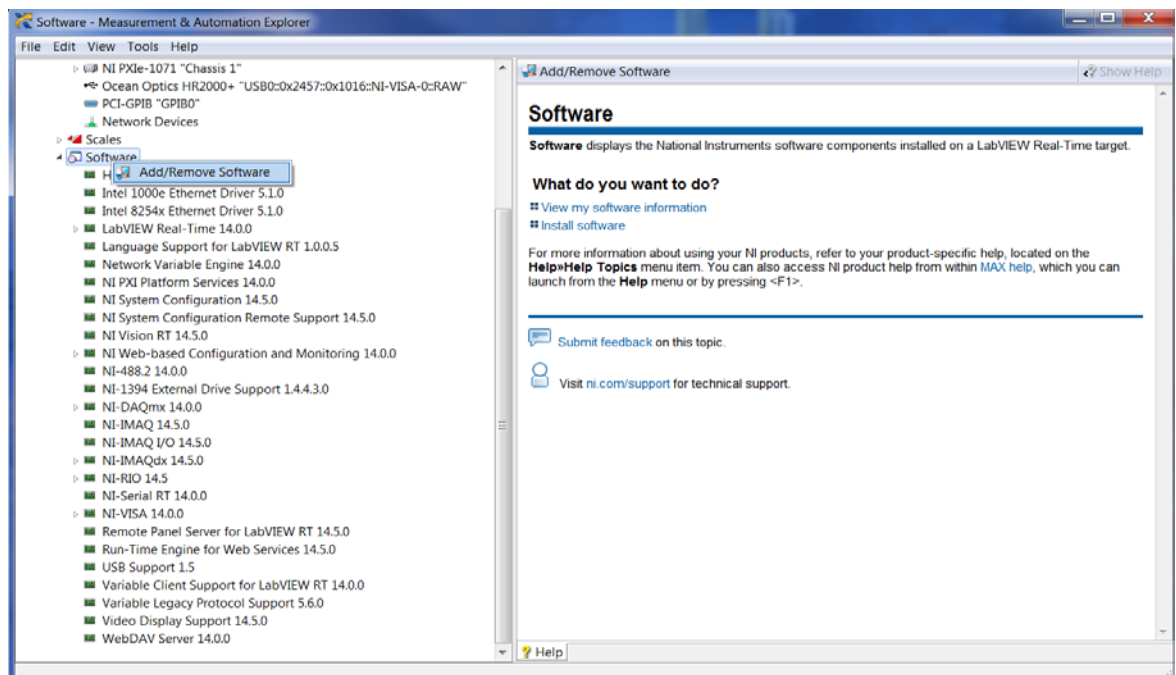 Software - Measurement & Automation Explorer
File Edit View Tools Help
NI PXIe-1071 "Chassis 1"
Ocean Optics HR2000+ "USB0::0x2457::0x1016::NI-VISA-0::RAW"
PCI-GPIB "GPIB0"
Network Devices
Scales
Software
H
Add/Remove Software
Intel 1000e Ethernet Driver 5.1.0
Intel 8254x Ethernet Driver 5.1.0
LabVIEW Real-Time 14.0.0
Language Support for LabVIEW RT 1.0.0.5
Network Variable Engine 14.0.0
NI PXI Platform Services 14.0.0
NI System Configuration 14.5.0
NI System Configuration Remote Support 14.5.0
NI Vision RT 14.5.0
NI Web-based Configuration and Monitoring 14.0.0
NI-488.2 14.0.0
NI-1394 External Drive Support 1.4.4.3.0
NI-DAQmx 14.0.0
NI-IMAQ 14.5.0
NI-IMAQ I/O 14.5.0
NI-IMAQdx 14.5.0
NI-RIO 14.5
NI-Serial RT 14.0.0
NI-VISA 14.0.0
Remote Panel Server for LabVIEW RT 14.5.0
Run-Time Engine for Web Services 14.5.0
USB Support 1.5
Variable Client Support for LabVIEW RT 14.0.0
Variable Legacy Protocol Support 5.6.0
Video Display Support 14.5.0
WebDAV Server 14.0.0
Add/Remove Software
Show Help
Software
Software displays the National Instruments software components installed on a LabVIEW Real-Time target.
What do you want to do?
View my software information
Install software
For more information about using your NI products, refer to your product-specific help, located on the
Help»Help Topics menu item. You can also access NI product help from within MAX help, which you can
launch from the Help menu or by pressing <F1>.
Submit feedback on this topic.
Visit ni.com/support for technical support.
Help